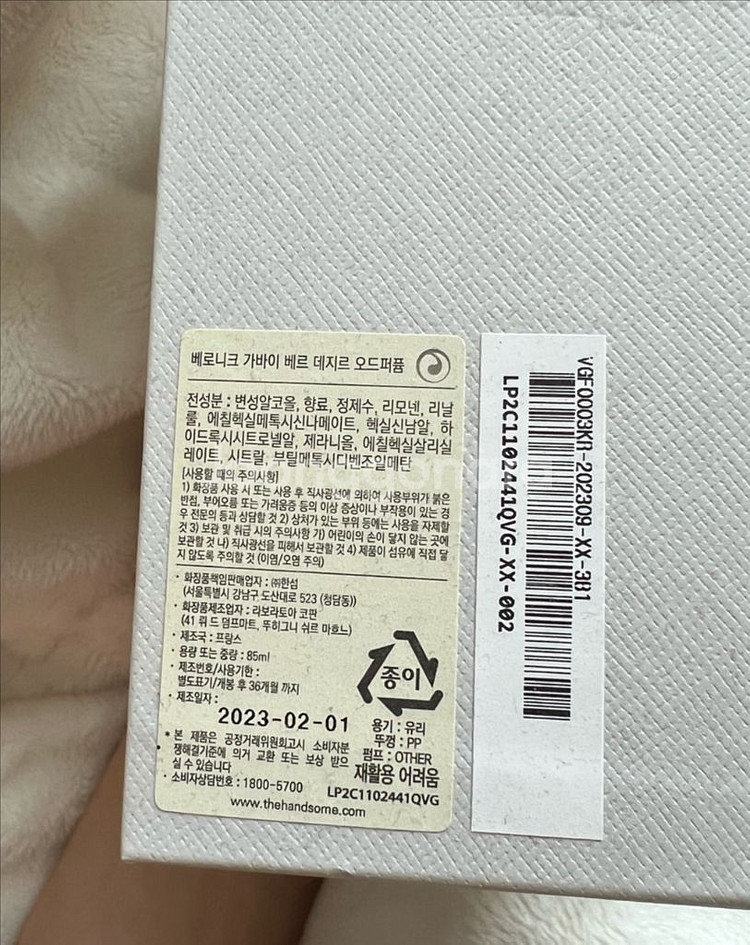 베로니크 가바이 베르 데지르 오드퍼퓸
전성분 : 변성알코올, 향료, 정제수, 리모넨, 리날
룰, 에칠헥실메톡시신나메이트, 헥실신남알, 하
이드록시시트로넬알, 제라니올, 에칠헥실살리실
레이트, 시트랄, 부틸메톡시디벤조일메탄
[사용할 때의 주의사항]
1) 화장품 사용 시 또는 사용 후 직사광선에 의하여 사용부위가 붉은
반점, 부어오름 또는 가려움증 등의 이상 증상이나 부작용이 있는 경
우 전문의 등과 상담할 것 2) 상처가 있는 부위 등에는 사용을 자제할
것 3) 보관 및 취급 시의 주의사항 가) 어린이의 손이 닿지 않는 곳에
보관할 것 나) 직사광선을 피해서 보관할 것 4) 제품이 섬유에 직접 닿
지 않도록 주의할 것 (이염/오염 주의)
· 화장품책임판매업자 : ㈜한섬
(서울특별시 강남구 도산대로 523 (청담동))
· 화장품제조업자 : 라보라토아 코판
(41 뤼 드 덤프마트, 뚜히그니 쉬르 마흐느)
· 제조국 : 프랑스
· 용량 또는 중량 : 85ml
· 제조번호/사용기한 :
별도표기/개봉 후 36개월 까지
· 제조일자 :
2023-02-01
* 본 제품은 공정거래위원회고시 소비자분
쟁해결기준에 의거 교환 또는 보상 받으
실 수 있습니다
· 소비자상담번호 : 1800-5700
www.thehandsome.com
종이
용기 : 유리
뚜껑 : PP
펌프 : OTHER
재활용 어려움
LP2C1102441QVG
VGF0003KR-202309-XX-3B1
LP2C1102441QVG-XX-002